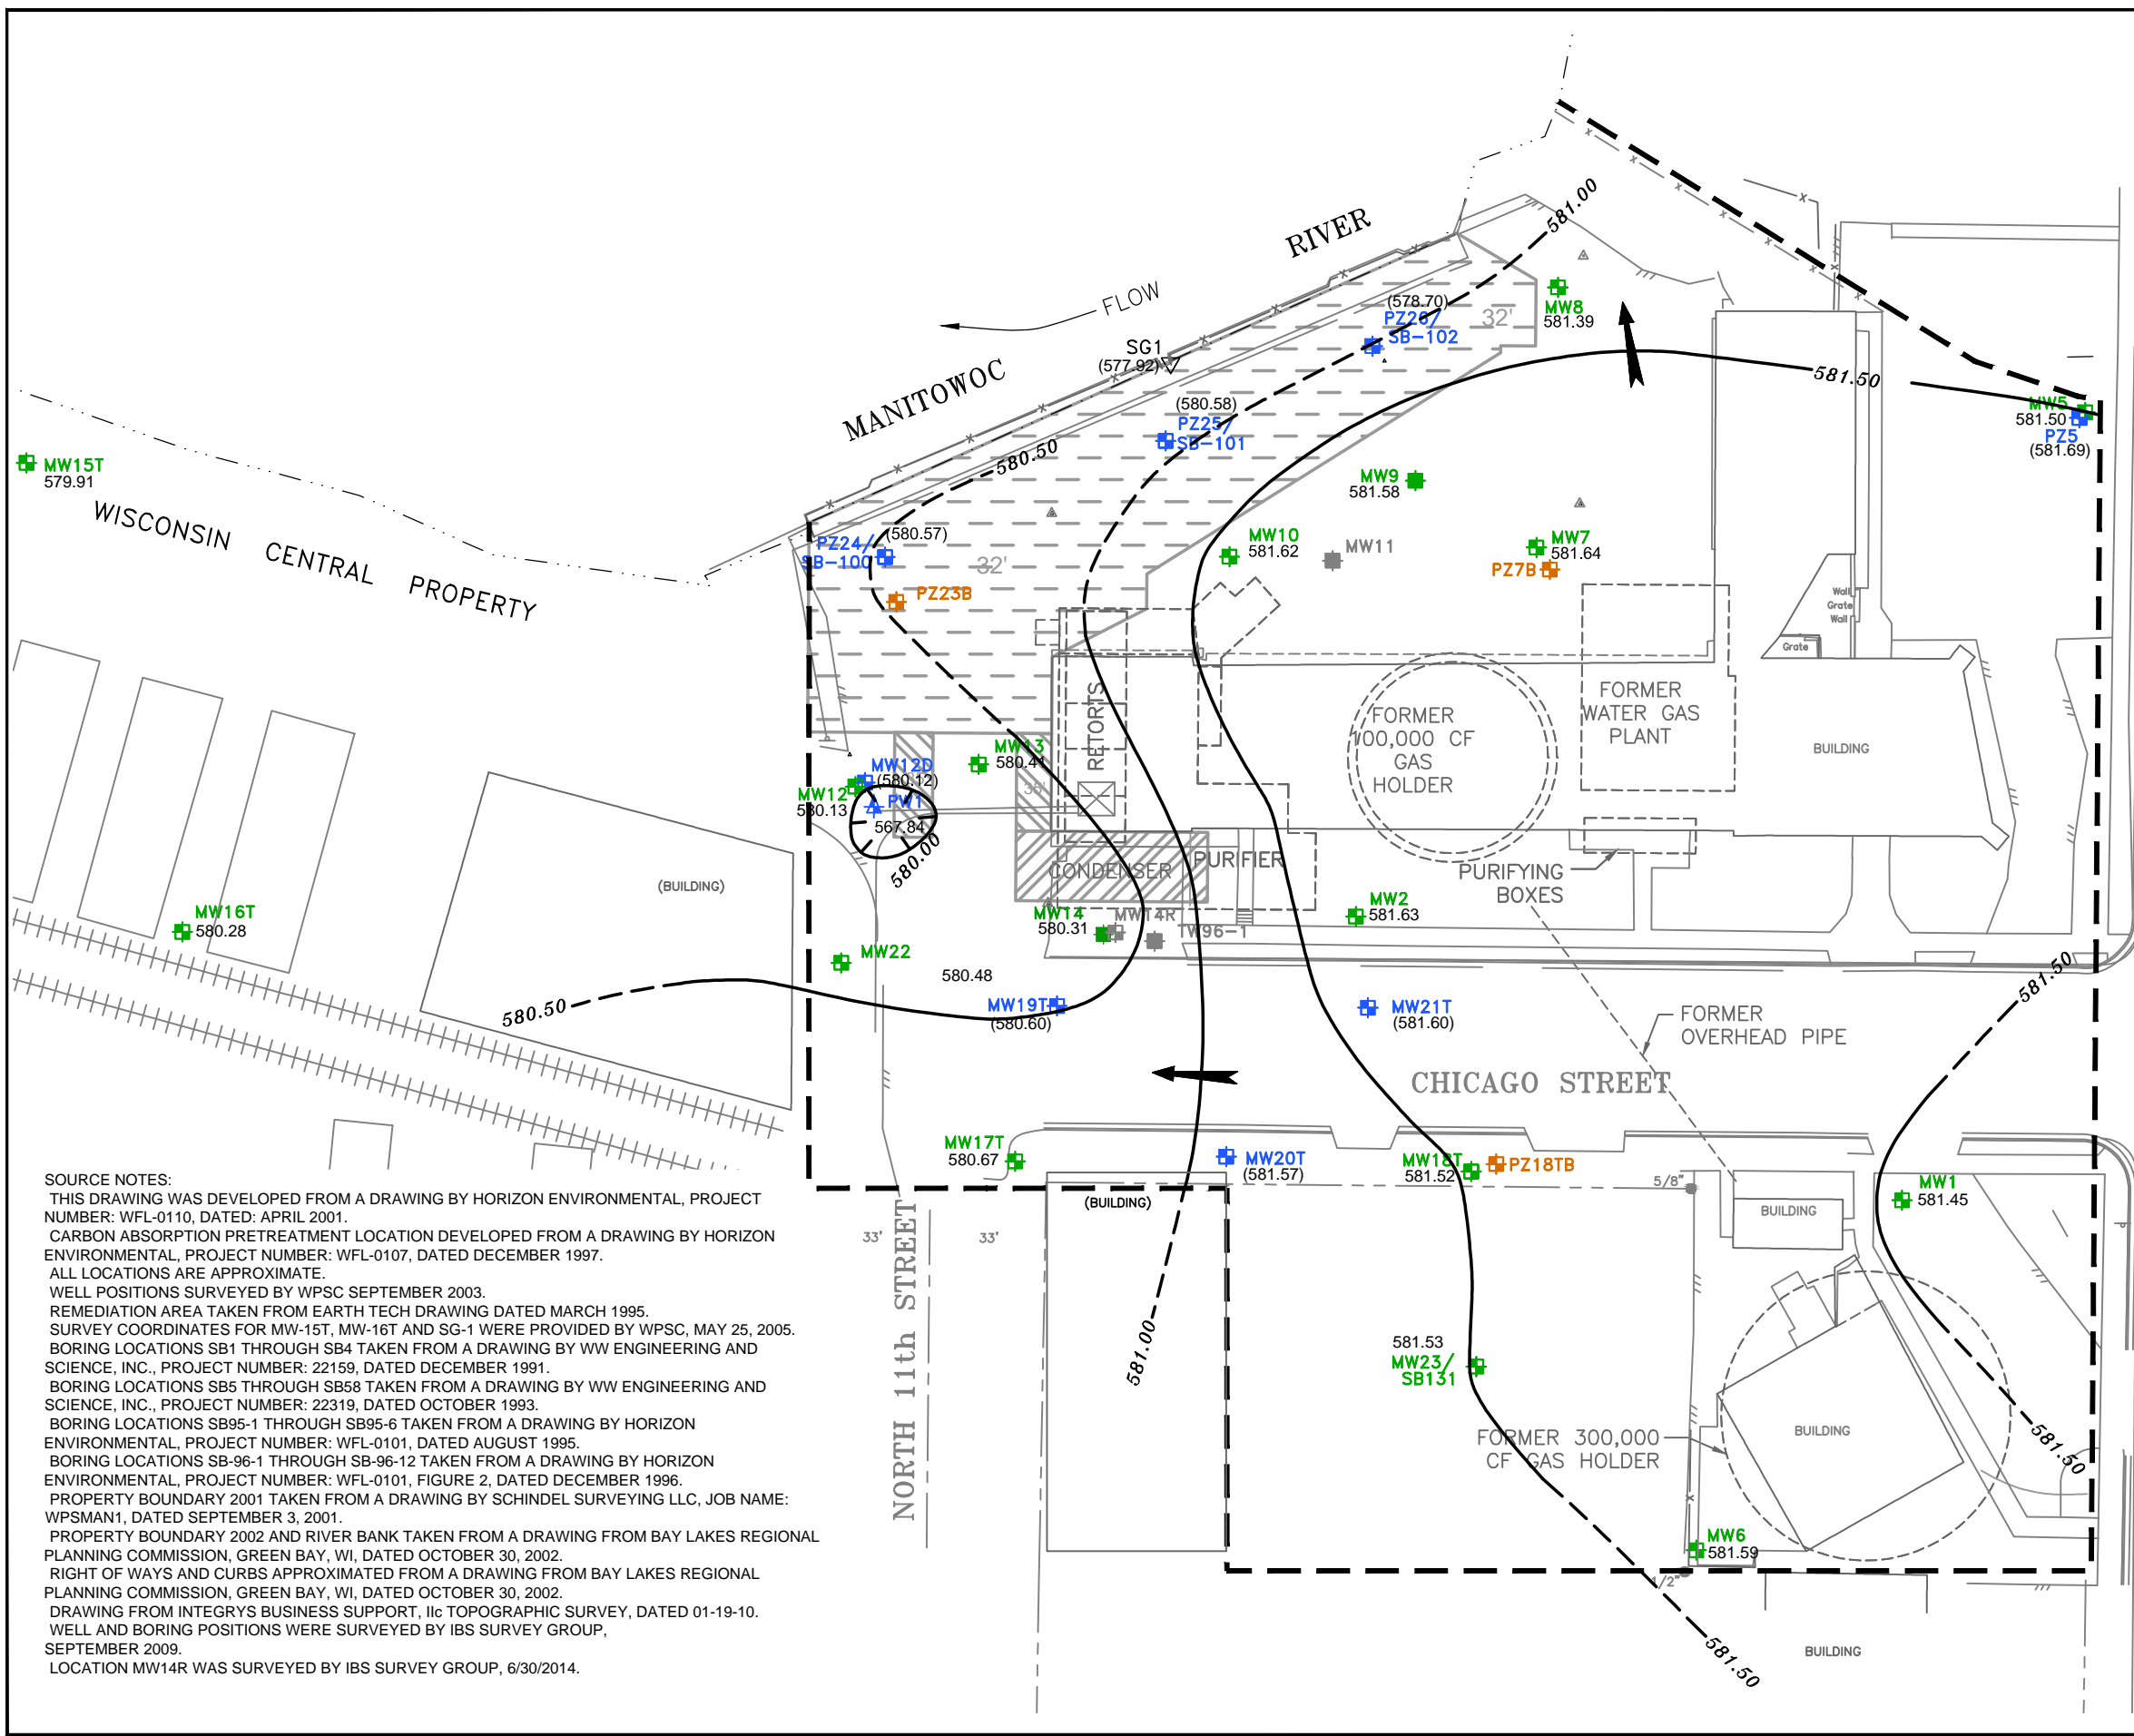 581.00
RIVER
FLOW
MANITOWOC
SG1
(577.92)
(578.70)
PZ26/
SB-102
32'
MW8
581.39
581.50
MW5
581.50
PZ5
(581.69)
(580.58)
PZ25/
SB-101
580.50
MW15T
579.91
WISCONSIN CENTRAL PROPERTY
MW9
581.58
(580.57)
PZ24/
SB-100
32'
PZ23B
MW10
581.62
MW11
MW7
581.64
PZ7B
Wall
Grate
Wall
Grate
RETORTS
FORMER
100,000 CF
GAS
HOLDER
FORMER
WATER GAS
PLANT
BUILDING
MW13
580.41
MW12D
(580.12)
MW12
580.13
PW1
567.84
580.00
(BUILDING)
CONDENSER
PURIFIER
PURIFYING
BOXES
MW16T
580.28
MW14
580.31
MW14R
TW96-1
MW2
581.63
MW22
580.48
580.50
MW19T
(580.60)
MW21T
(581.60)
581.50
FORMER
OVERHEAD PIPE
CHICAGO STREET
MW17T
580.67
MW20T
(581.57)
MW18T
581.52
PZ18TB
5/8"
MW1
581.45
(BUILDING)
BUILDING
33'
33'
NORTH 11th STREET
581.00
581.53
MW23/
SB131
FORMER 300,000
CF GAS HOLDER
BUILDING
581.50
MW6
581.59
1/2"
581.50
BUILDING
SOURCE NOTES:
THIS DRAWING WAS DEVELOPED FROM A DRAWING BY HORIZON ENVIRONMENTAL, PROJECT
NUMBER: WFL-0110, DATED: APRIL 2001.
CARBON ABSORPTION PRETREATMENT LOCATION DEVELOPED FROM A DRAWING BY HORIZON
ENVIRONMENTAL, PROJECT NUMBER: WFL-0107, DATED DECEMBER 1997.
ALL LOCATIONS ARE APPROXIMATE.
WELL POSITIONS SURVEYED BY WPSC SEPTEMBER 2003.
REMEDIATION AREA TAKEN FROM EARTH TECH DRAWING DATED MARCH 1995.
SURVEY COORDINATES FOR MW-15T, MW-16T AND SG-1 WERE PROVIDED BY WPSC, MAY 25, 2005.
BORING LOCATIONS SB1 THROUGH SB4 TAKEN FROM A DRAWING BY WW ENGINEERING AND
SCIENCE, INC., PROJECT NUMBER: 22159, DATED DECEMBER 1991.
BORING LOCATIONS SB5 THROUGH SB58 TAKEN FROM A DRAWING BY WW ENGINEERING AND
SCIENCE, INC., PROJECT NUMBER: 22319, DATED OCTOBER 1993.
BORING LOCATIONS SB95-1 THROUGH SB95-6 TAKEN FROM A DRAWING BY HORIZON
ENVIRONMENTAL, PROJECT NUMBER: WFL-0101, DATED AUGUST 1995.
BORING LOCATIONS SB-96-1 THROUGH SB-96-12 TAKEN FROM A DRAWING BY HORIZON
ENVIRONMENTAL, PROJECT NUMBER: WFL-0101, FIGURE 2, DATED DECEMBER 1996.
PROPERTY BOUNDARY 2001 TAKEN FROM A DRAWING BY SCHINDEL SURVEYING LLC, JOB NAME:
WPSMAN1, DATED SEPTEMBER 3, 2001.
PROPERTY BOUNDARY 2002 AND RIVER BANK TAKEN FROM A DRAWING FROM BAY LAKES REGIONAL
PLANNING COMMISSION, GREEN BAY, WI, DATED OCTOBER 30, 2002.
RIGHT OF WAYS AND CURBS APPROXIMATED FROM A DRAWING FROM BAY LAKES REGIONAL
PLANNING COMMISSION, GREEN BAY, WI, DATED OCTOBER 30, 2002.
DRAWING FROM INTEGRYS BUSINESS SUPPORT, llc TOPOGRAPHIC SURVEY, DATED 01-19-10.
WELL AND BORING POSITIONS WERE SURVEYED BY IBS SURVEY GROUP,
SEPTEMBER 2009.
LOCATION MW14R WAS SURVEYED BY IBS SURVEY GROUP, 6/30/2014.